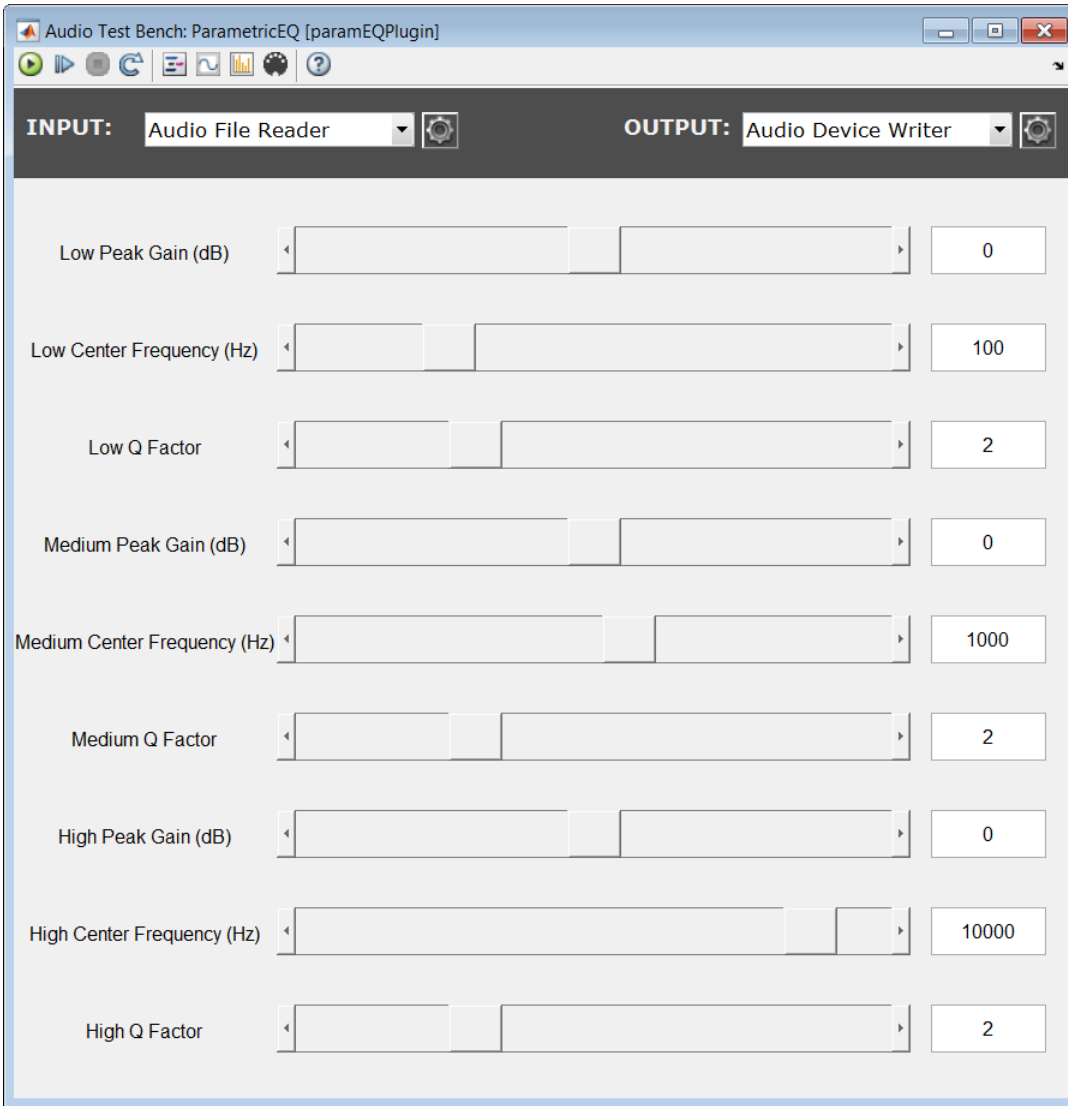 Audio Test Bench: ParametricEQ [paramEQPlugin]
INPUT: Audio File Reader OUTPUT: Audio Device Writer
Low Peak Gain (dB) 0
Low Center Frequency (Hz) 100
Low Q Factor 2
Medium Peak Gain (dB) 0
Medium Center Frequency (Hz) 1000
Medium Q Factor 2
High Peak Gain (dB) 0
High Center Frequency (Hz) 10000
High Q Factor 2